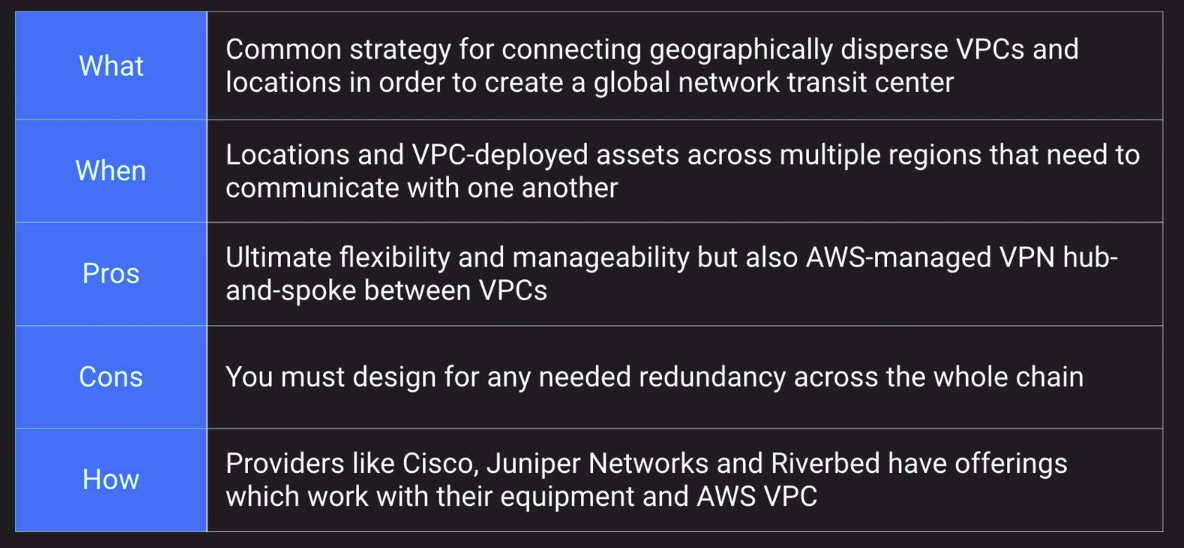 What
Common strategy for connecting geographically disperse VPCs and
locations in order to create a global network transit center
When
Locations and VPC-deployed assets across multiple regions that need to
communicate with one another
Pros
Ultimate flexibility and manageability but also AWS-managed VPN hub-
and-spoke between VPCs
Cons
You must design for any needed redundancy across the whole chain
How
Providers like Cisco, Juniper Networks and Riverbed have offerings
which work with their equipment and AWS VPC